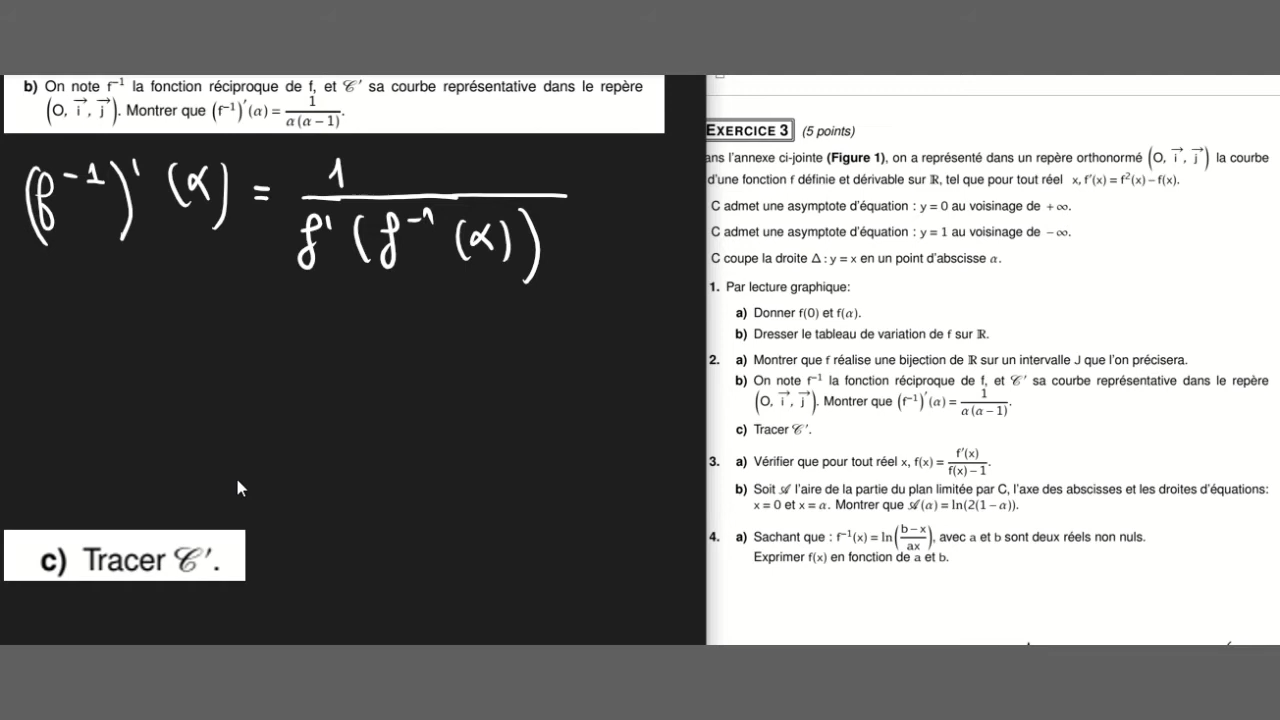 b) On note f⁻¹ la fonction réciproque de f, et 𝒞' sa courbe représentative dans le repère
(O, i⃗, j⃗). Montrer que (f⁻¹)'(α) = 1/(α(α − 1)).
(f⁻¹)'(α) = 1/(f'(f⁻¹(α)))
c) Tracer 𝒞'.
EXERCICE 3 (5 points)
ans l'annexe ci-jointe (Figure 1), on a représenté dans un repère orthonormé (O, i⃗, j⃗) la courbe
d'une fonction f définie et dérivable sur ℝ, tel que pour tout réel x, f'(x) = f²(x) − f(x).
C admet une asymptote d'équation : y = 0 au voisinage de +∞.
C admet une asymptote d'équation : y = 1 au voisinage de −∞.
C coupe la droite Δ : y = x en un point d'abscisse α.
1. Par lecture graphique:
a) Donner f(0) et f(α).
b) Dresser le tableau de variation de f sur ℝ.
2. a) Montrer que f réalise une bijection de ℝ sur un intervalle J que l'on précisera.
b) On note f⁻¹ la fonction réciproque de f, et 𝒞' sa courbe représentative dans le repère
(O, i⃗, j⃗). Montrer que (f⁻¹)'(α) = 1/(α(α − 1)).
c) Tracer 𝒞'.
3. a) Vérifier que pour tout réel x, f(x) = f'(x)/(f(x) − 1).
b) Soit 𝒜 l'aire de la partie du plan limitée par C, l'axe des abscisses et les droites d'équations:
x = 0 et x = α. Montrer que 𝒜(α) = ln(2(1 − α)).
4. a) Sachant que : f⁻¹(x) = ln((b − x)/(ax)), avec a et b sont deux réels non nuls.
Exprimer f(x) en fonction de a et b.